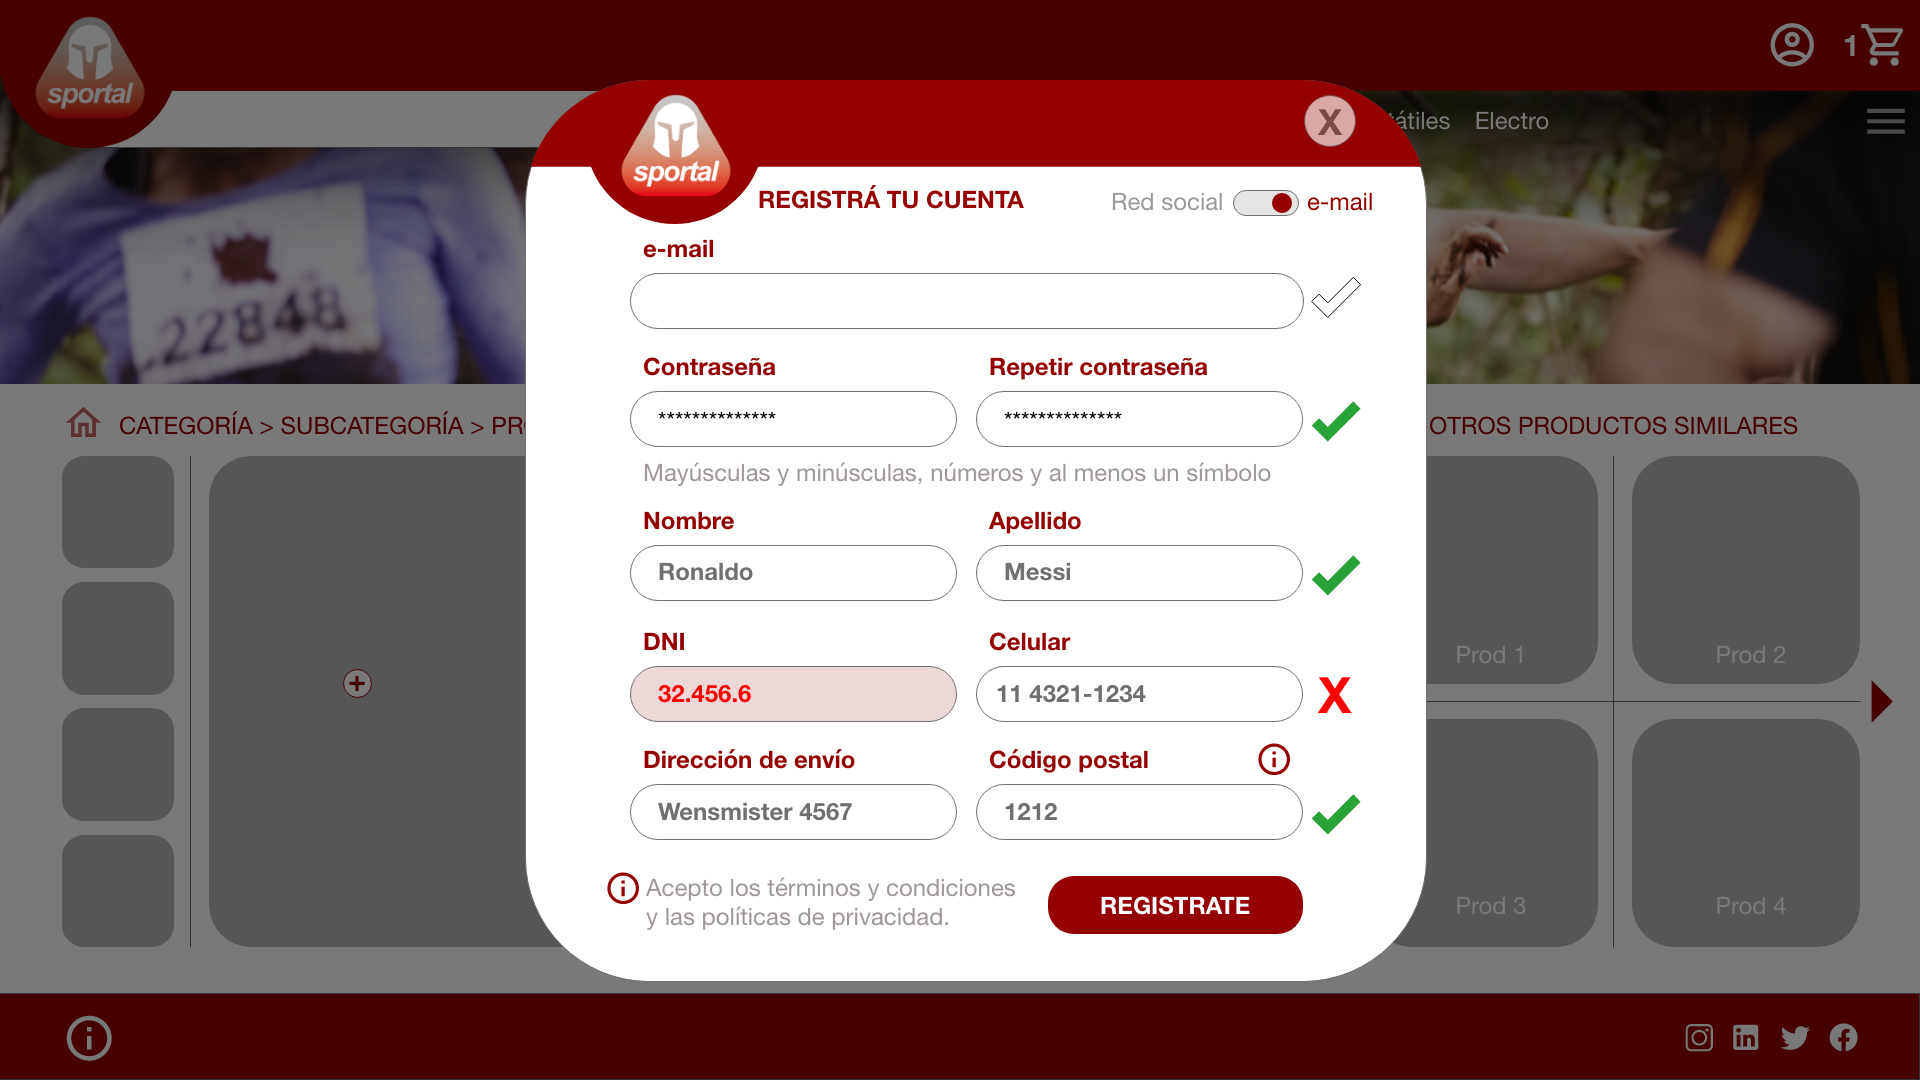 sportal
1
sportal
X
átiles Electro
REGISTRÁ TU CUENTA
Red social e-mail
e-mail
22848
Contraseña Repetir contraseña
************** **************
Mayúsculas y minúsculas, números y al menos un símbolo
CATEGORÍA > SUBCATEGORÍA > PR
OTROS PRODUCTOS SIMILARES
Nombre Apellido
Ronaldo Messi
DNI Celular
32.456.6 11 4321-1234
X
Prod 1 Prod 2
Dirección de envío Código postal
Wensmister 4567 1212
Acepto los términos y condiciones
y las políticas de privacidad.
REGISTRATE
Prod 3 Prod 4